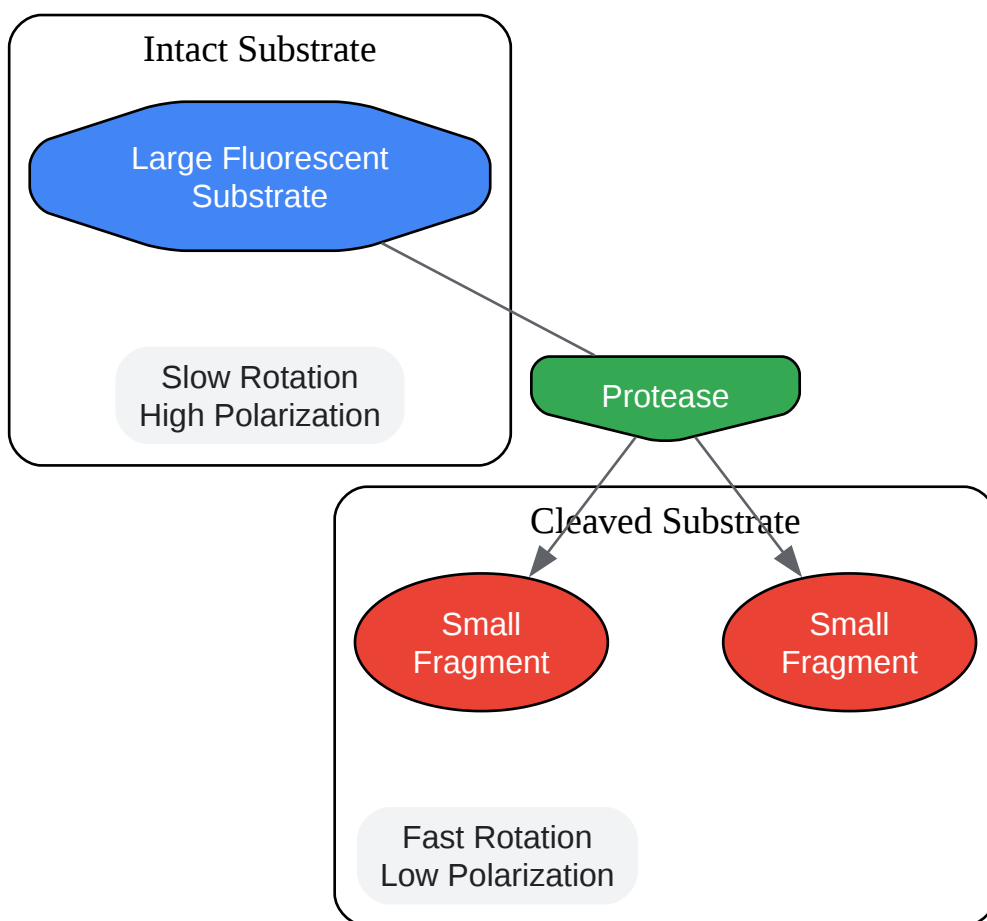 Intact Substrate
Large Fluorescent
Substrate
Slow Rotation
High Polarization
Protease
Cleaved Substrate
Small
Fragment
Small
Fragment
Fast Rotation
Low Polarization